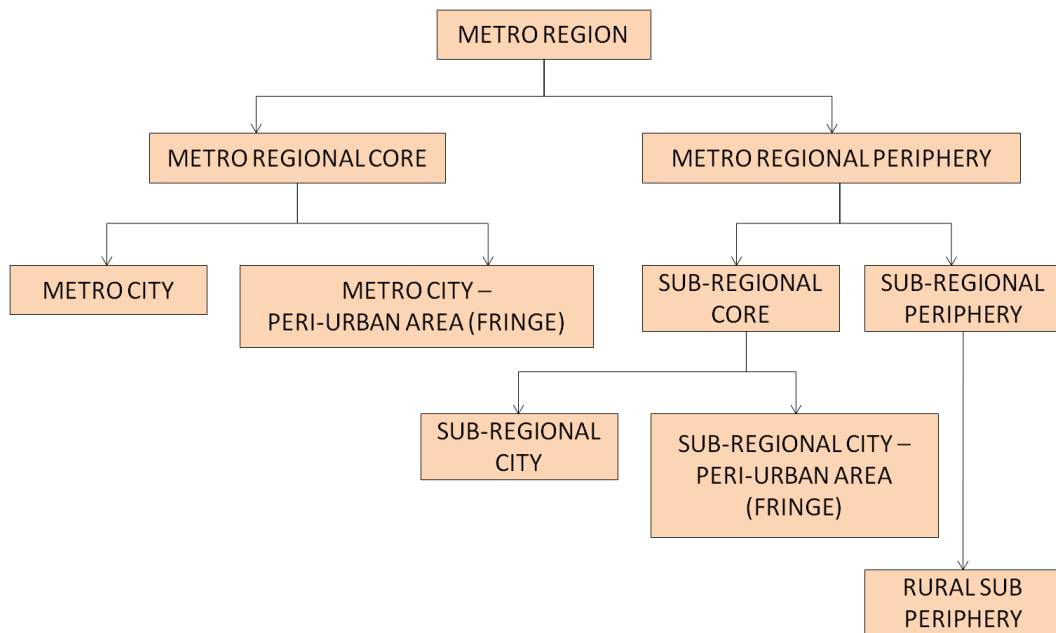 METRO REGION
METRO REGIONAL CORE
METRO REGIONAL PERIPHERY
METRO CITY
METRO CITY –
PERI-URBAN AREA (FRINGE)
SUB-REGIONAL
CORE
SUB-REGIONAL
PERIPHERY
SUB-REGIONAL
CITY
SUB-REGIONAL CITY –
PERI-URBAN AREA
(FRINGE)
RURAL SUB
PERIPHERY